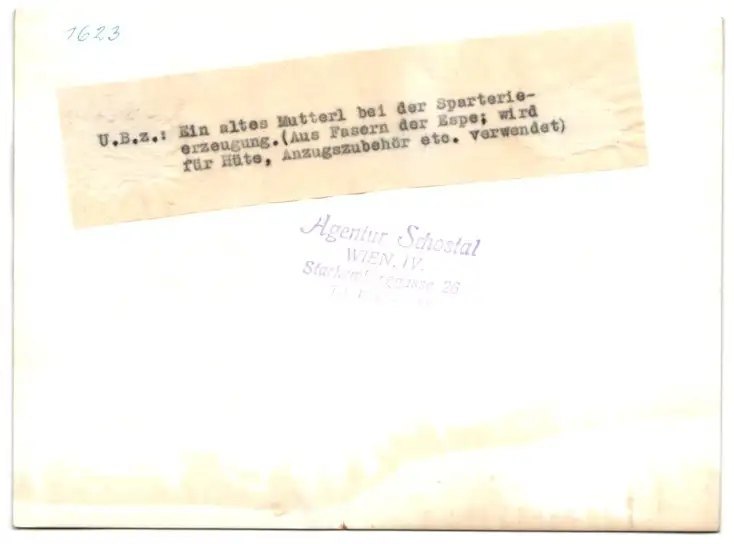 1623
U.B.z.: Ein altes Mutterl bei der Sparterie-
erzeugung.(Aus Fasern der Espe; wird
für Hüte, Anzugszubehör etc. verwendet)
Agentur Schostal
WIEN, IV.
26